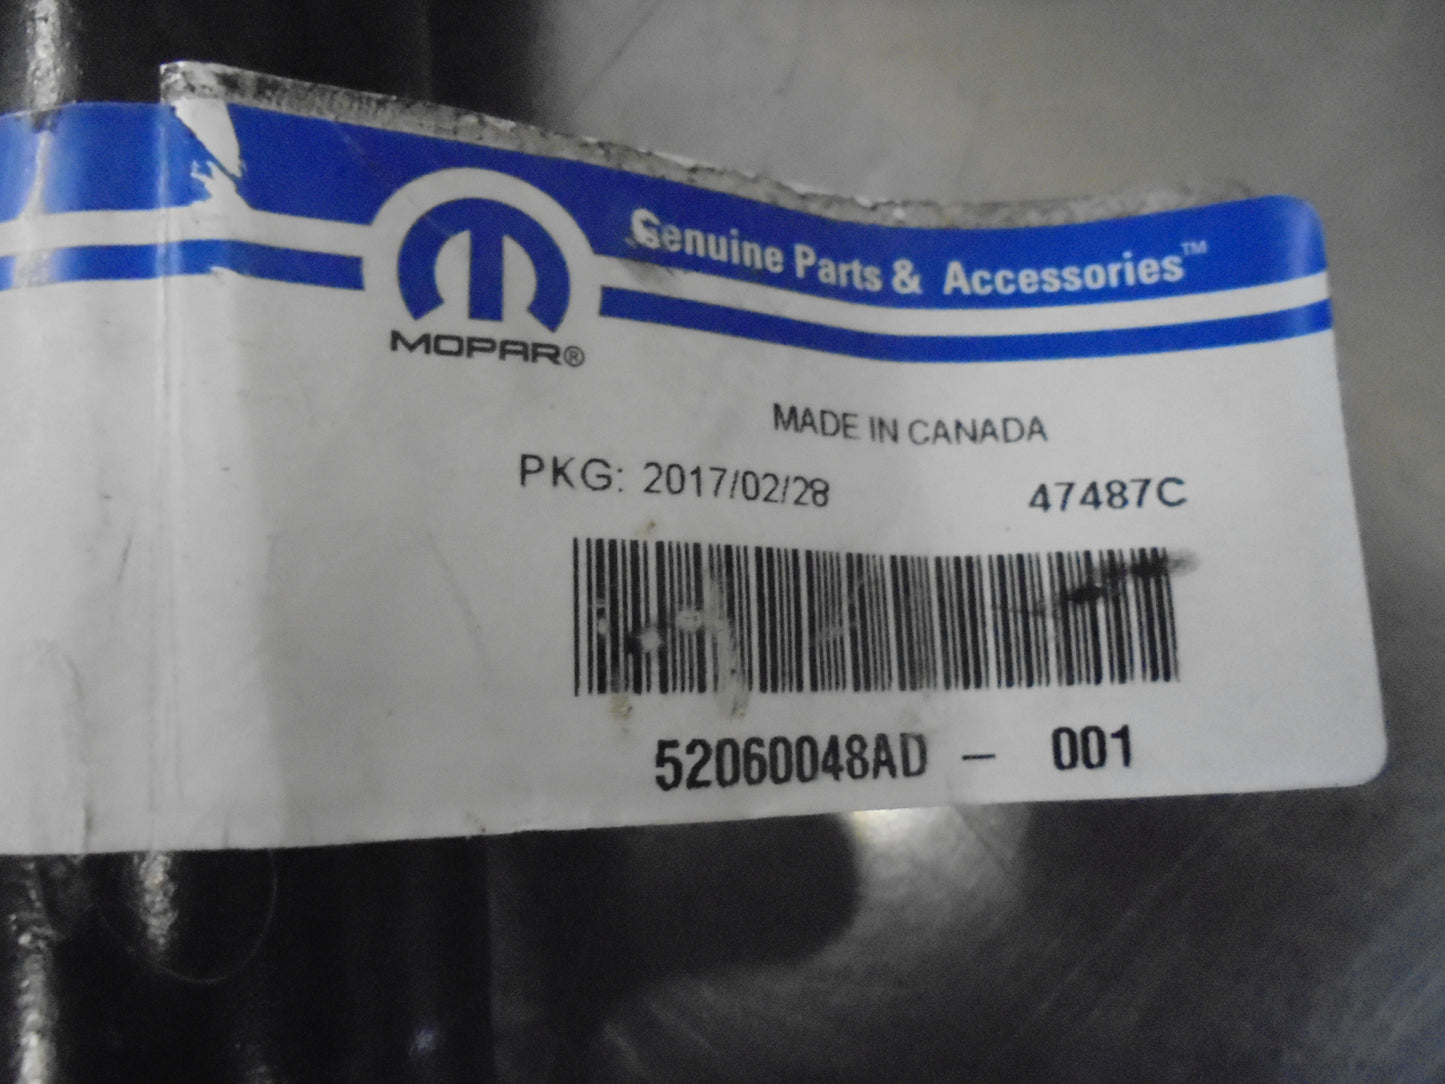 Genuine Parts & Accessories™
MOPAR®
MADE IN CANADA
PKG: 2017/02/28 47487C
52060048AD – 001